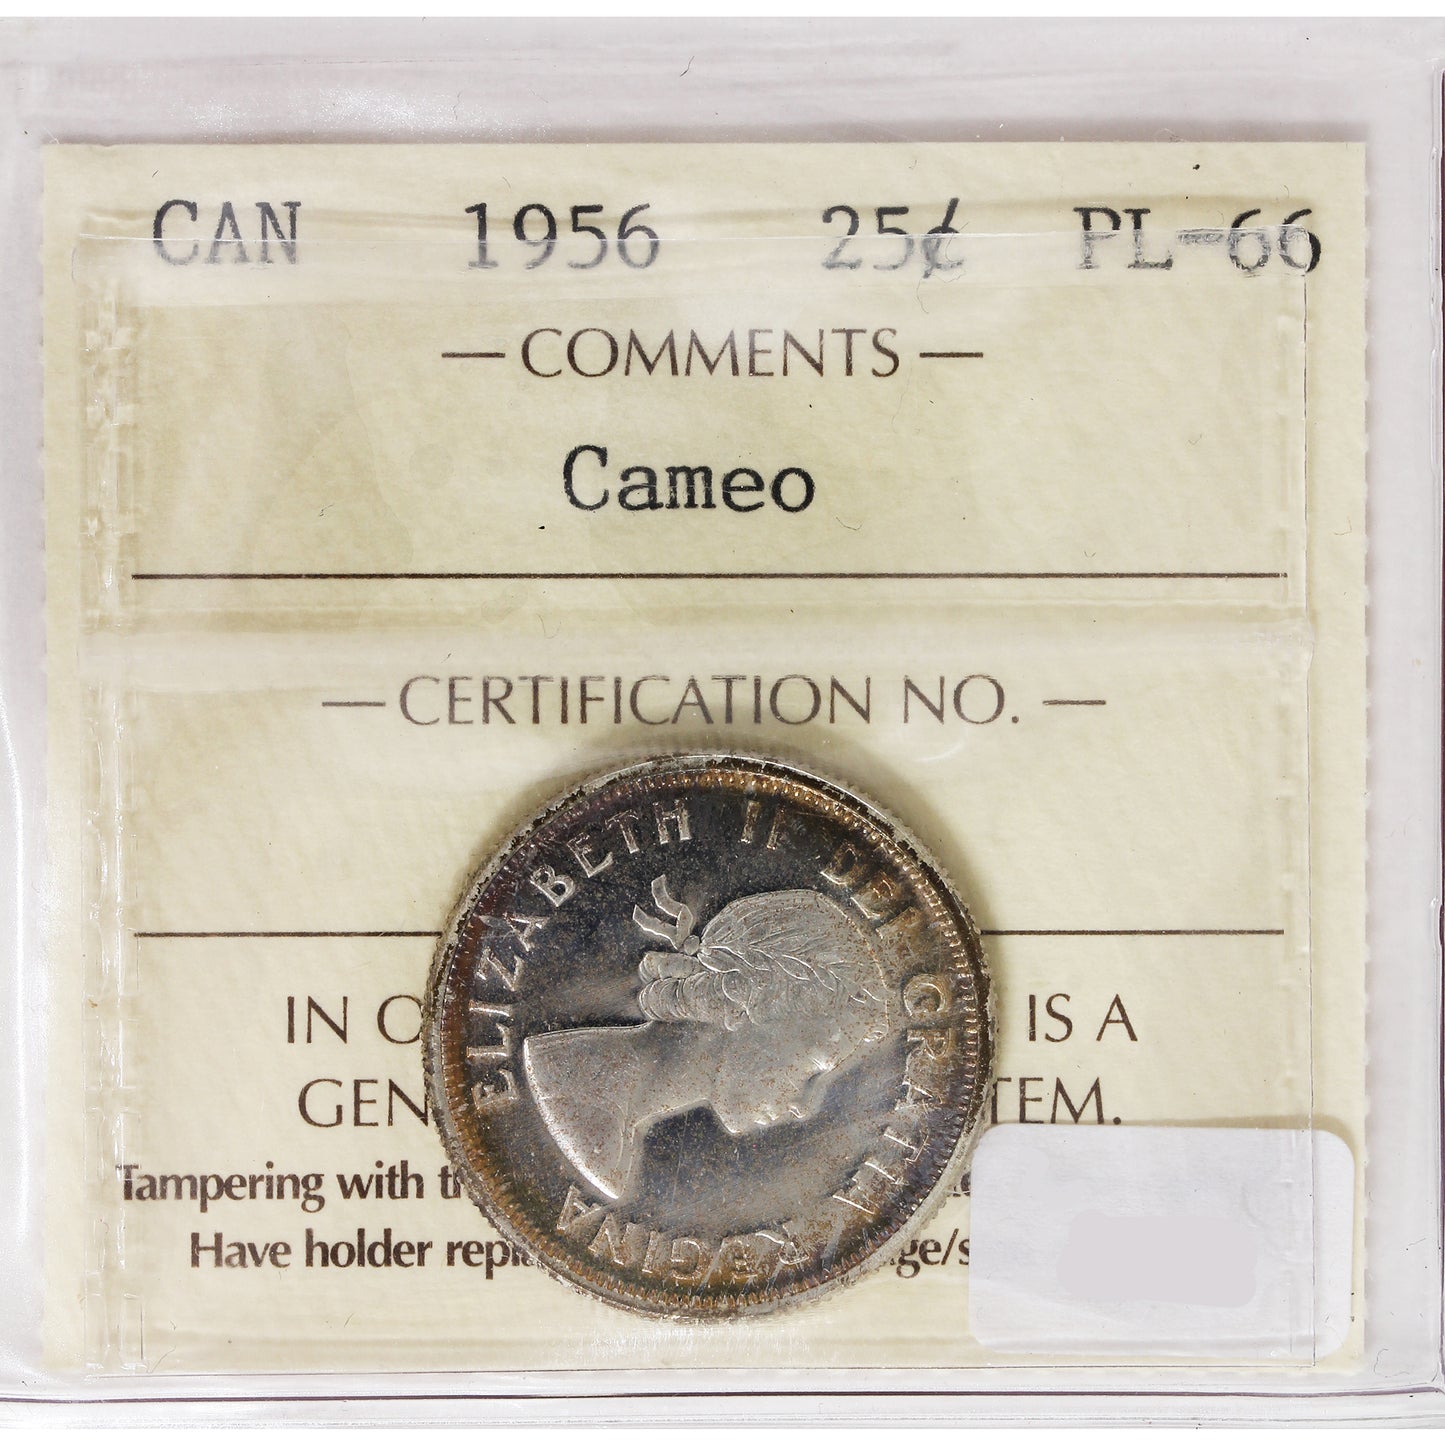 CAN 1956 25¢ PL-66
— COMMENTS —
Cameo
— CERTIFICATION NO. —
IN O IS A
GEN TEM.
Tampering with th
Have holder repla ge/s
ELIZABETH II DEI GRATIA REGINA